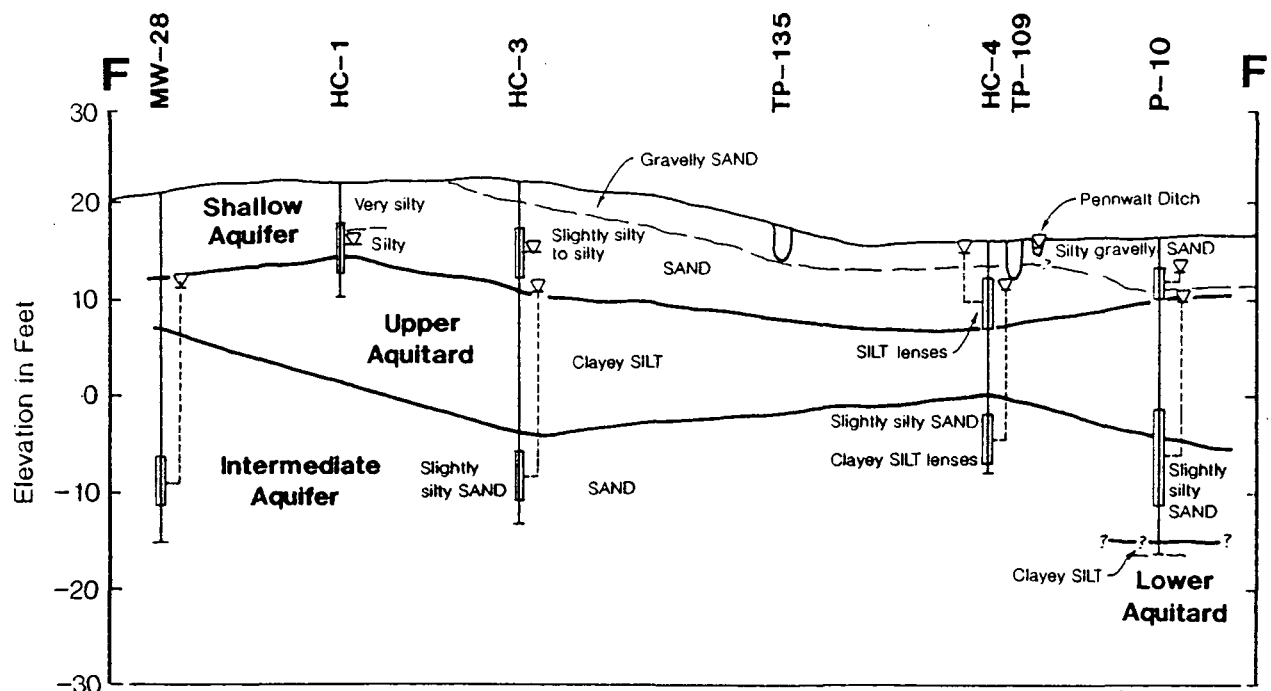 F
MW-28
HC-1
HC-3
TP-135
HC-4
TP-109
P-10
F
Elevation in Feet
30
20
10
0
-10
-20
-30
Gravelly SAND
Pennwalt Ditch
Shallow
Aquifer
Very silty
Silty
Slightly silty
to silty
SAND
Silty gravelly SAND
?
Upper
Aquitard
Clayey SILT
SILT lenses
Slightly silty SAND
Clayey SILT lenses
Intermediate
Aquifer
Slightly
silty SAND
SAND
Slightly
silty
SAND
? ? ?
Clayey SILT
Lower
Aquitard